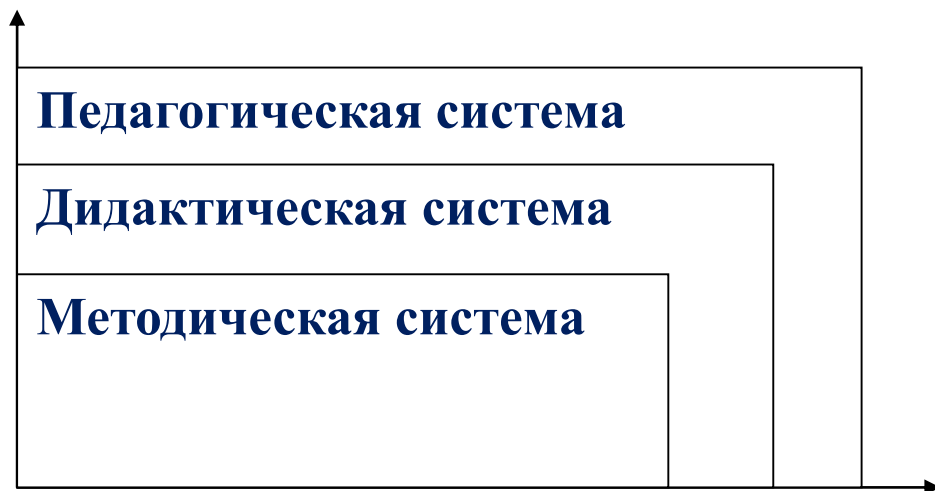 Педагогическая система
Дидактическая система
Методическая система